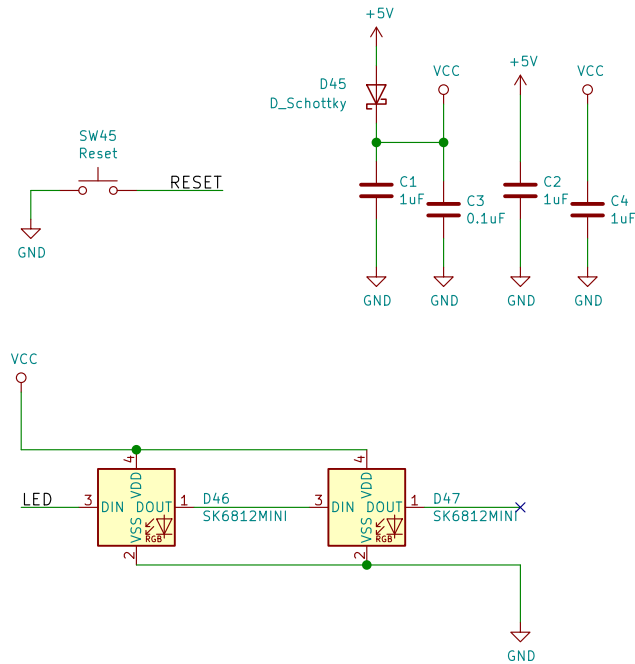 +5V
D45
D_Schottky
VCC
+5V
VCC
SW45
Reset
RESET
GND
C1
1uF
C3
0.1uF
C2
1uF
C4
1uF
GND
GND
GND
GND
VCC
LED
3
DIN
4
VDD
DOUT
1
VSS
2
RGB
D46
SK6812MINI
3
DIN
4
VDD
DOUT
1
VSS
2
RGB
D47
SK6812MINI
GND